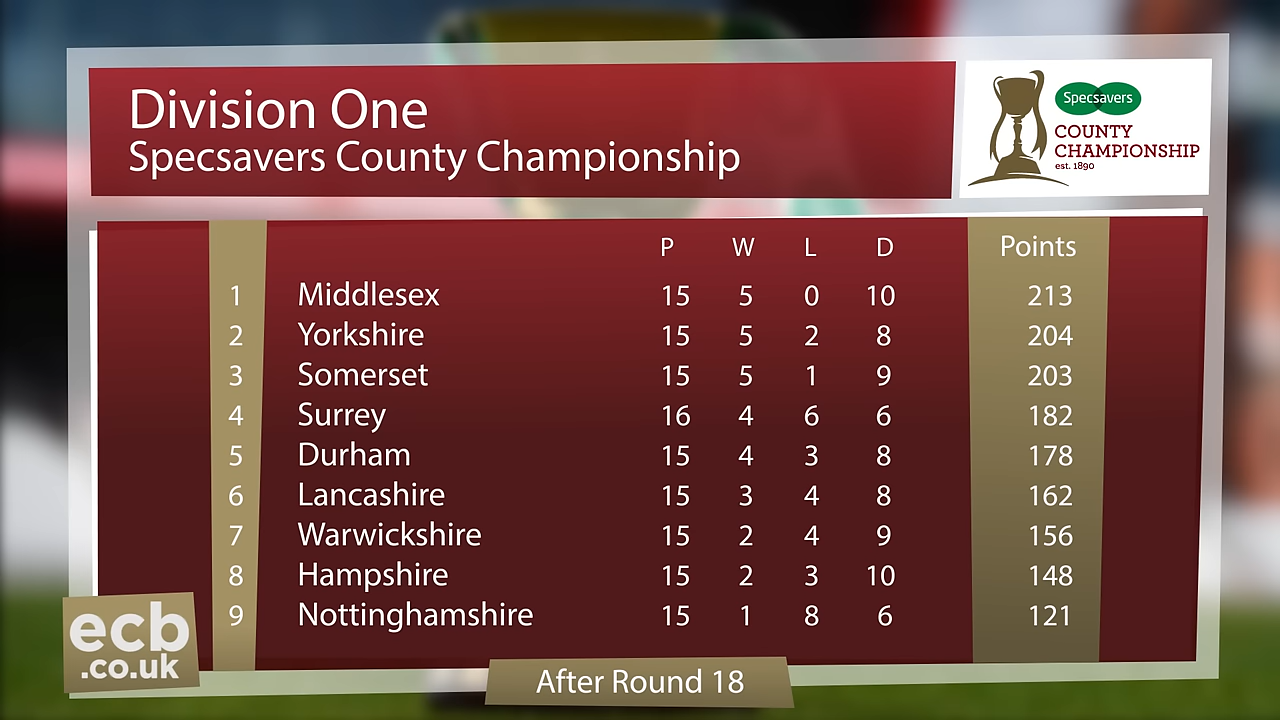 Division One
Specsavers County Championship
Specsavers
COUNTY
CHAMPIONSHIP
est. 1890
P W L D Points
1 Middlesex 15 5 0 10 213
2 Yorkshire 15 5 2 8 204
3 Somerset 15 5 1 9 203
4 Surrey 16 4 6 6 182
5 Durham 15 4 3 8 178
6 Lancashire 15 3 4 8 162
7 Warwickshire 15 2 4 9 156
8 Hampshire 15 2 3 10 148
9 Nottinghamshire 15 1 8 6 121
ecb
.co.uk
After Round 18